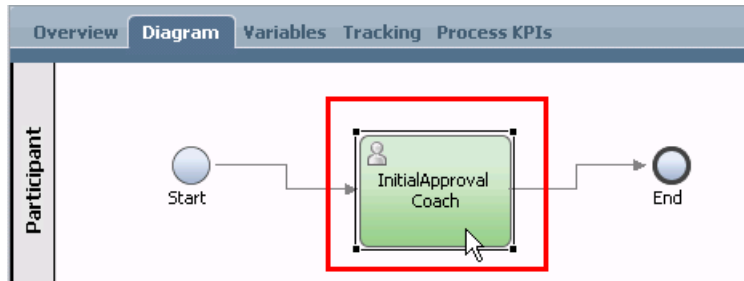 Overview Diagram Variables Tracking Process KPIs
Participant
Start
InitialApproval
Coach
End